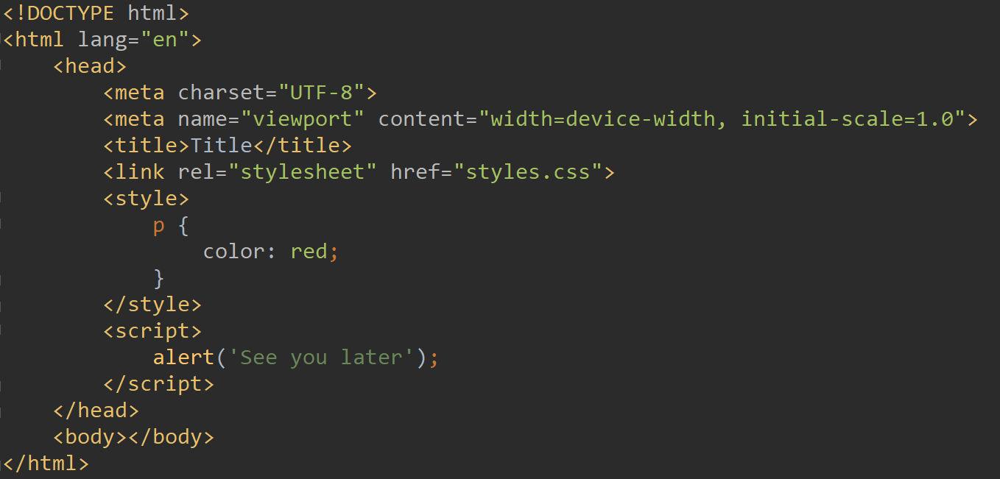 <!DOCTYPE html>
<html lang="en">
    <head>
        <meta charset="UTF-8">
        <meta name="viewport" content="width=device-width, initial-scale=1.0">
        <title>Title</title>
        <link rel="stylesheet" href="styles.css">
        <style>
            p {
                color: red;
            }
        </style>
        <script>
            alert('See you later');
        </script>
    </head>
    <body></body>
</html>